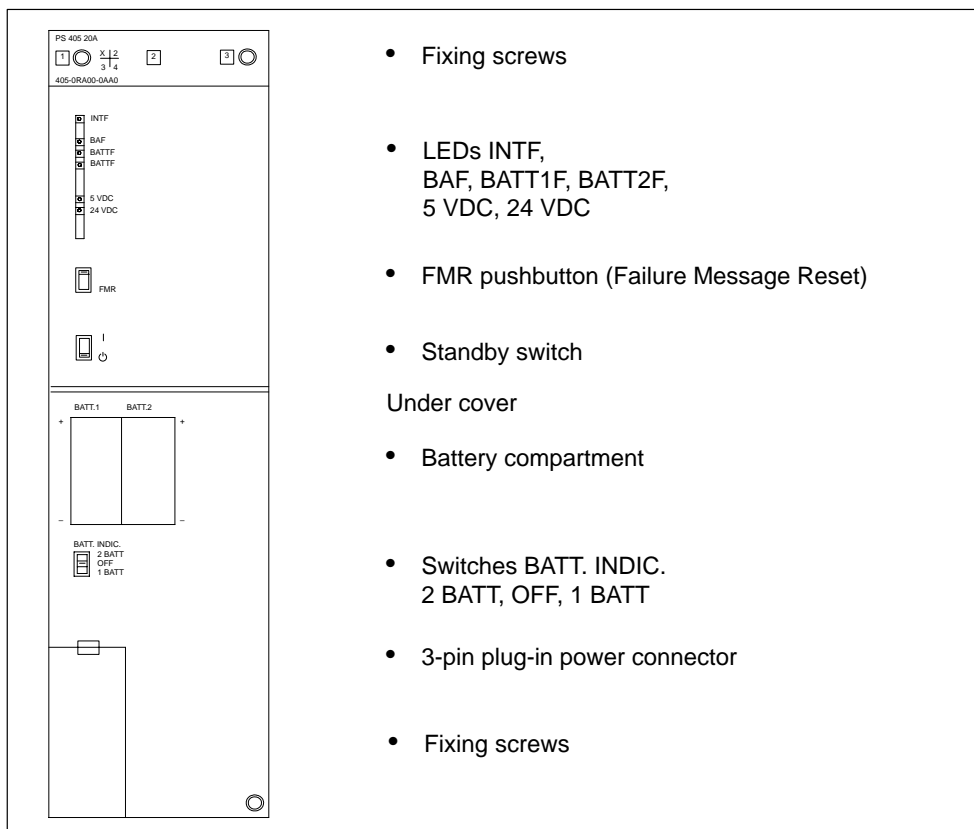 PS 405 20A
1 X 2 3 4 2 3
405-0RA00-0AA0
INTF
BAF
BATTF
BATTF
5 VDC
24 VDC
FMR
I
BATT.1 BATT.2
+ +
– –
BATT. INDIC.
2 BATT
OFF
1 BATT
• Fixing screws
• LEDs INTF,
BAF, BATT1F, BATT2F,
5 VDC, 24 VDC
• FMR pushbutton (Failure Message Reset)
• Standby switch
Under cover
• Battery compartment
• Switches BATT. INDIC.
2 BATT, OFF, 1 BATT
• 3-pin plug-in power connector
• Fixing screws